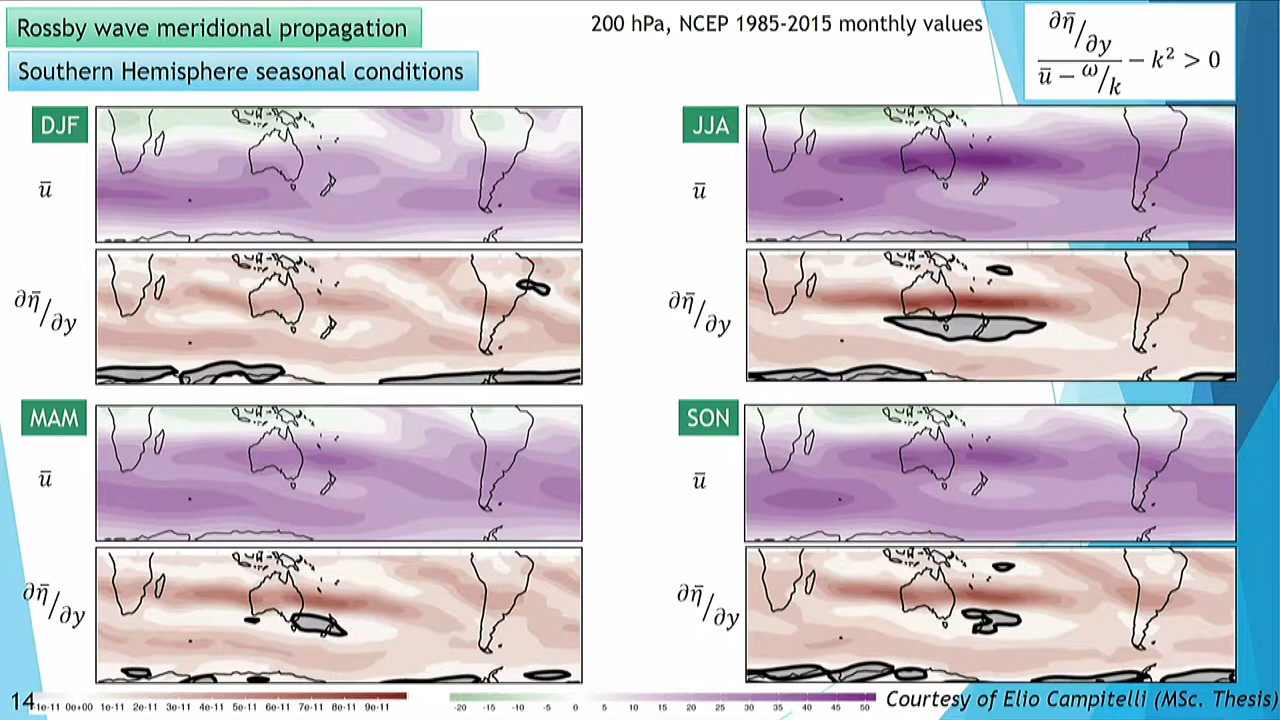 Rossby wave meridional propagation
200 hPa, NCEP 1985-2015 monthly values
∂η̄/∂y / (ū − ω/k) − k² > 0
Southern Hemisphere seasonal conditions
DJF
ū
∂η̄/∂y
JJA
ū
∂η̄/∂y
MAM
ū
∂η̄/∂y
SON
ū
∂η̄/∂y
14
-1e-11 0e+00 1e-11 2e-11 3e-11 4e-11 5e-11 6e-11 7e-11 8e-11 9e-11
-20 -15 -10 -5 0 5 10 15 20 25 30 35 40 45 50
Courtesy of Elio Campitelli (MSc. Thesis)